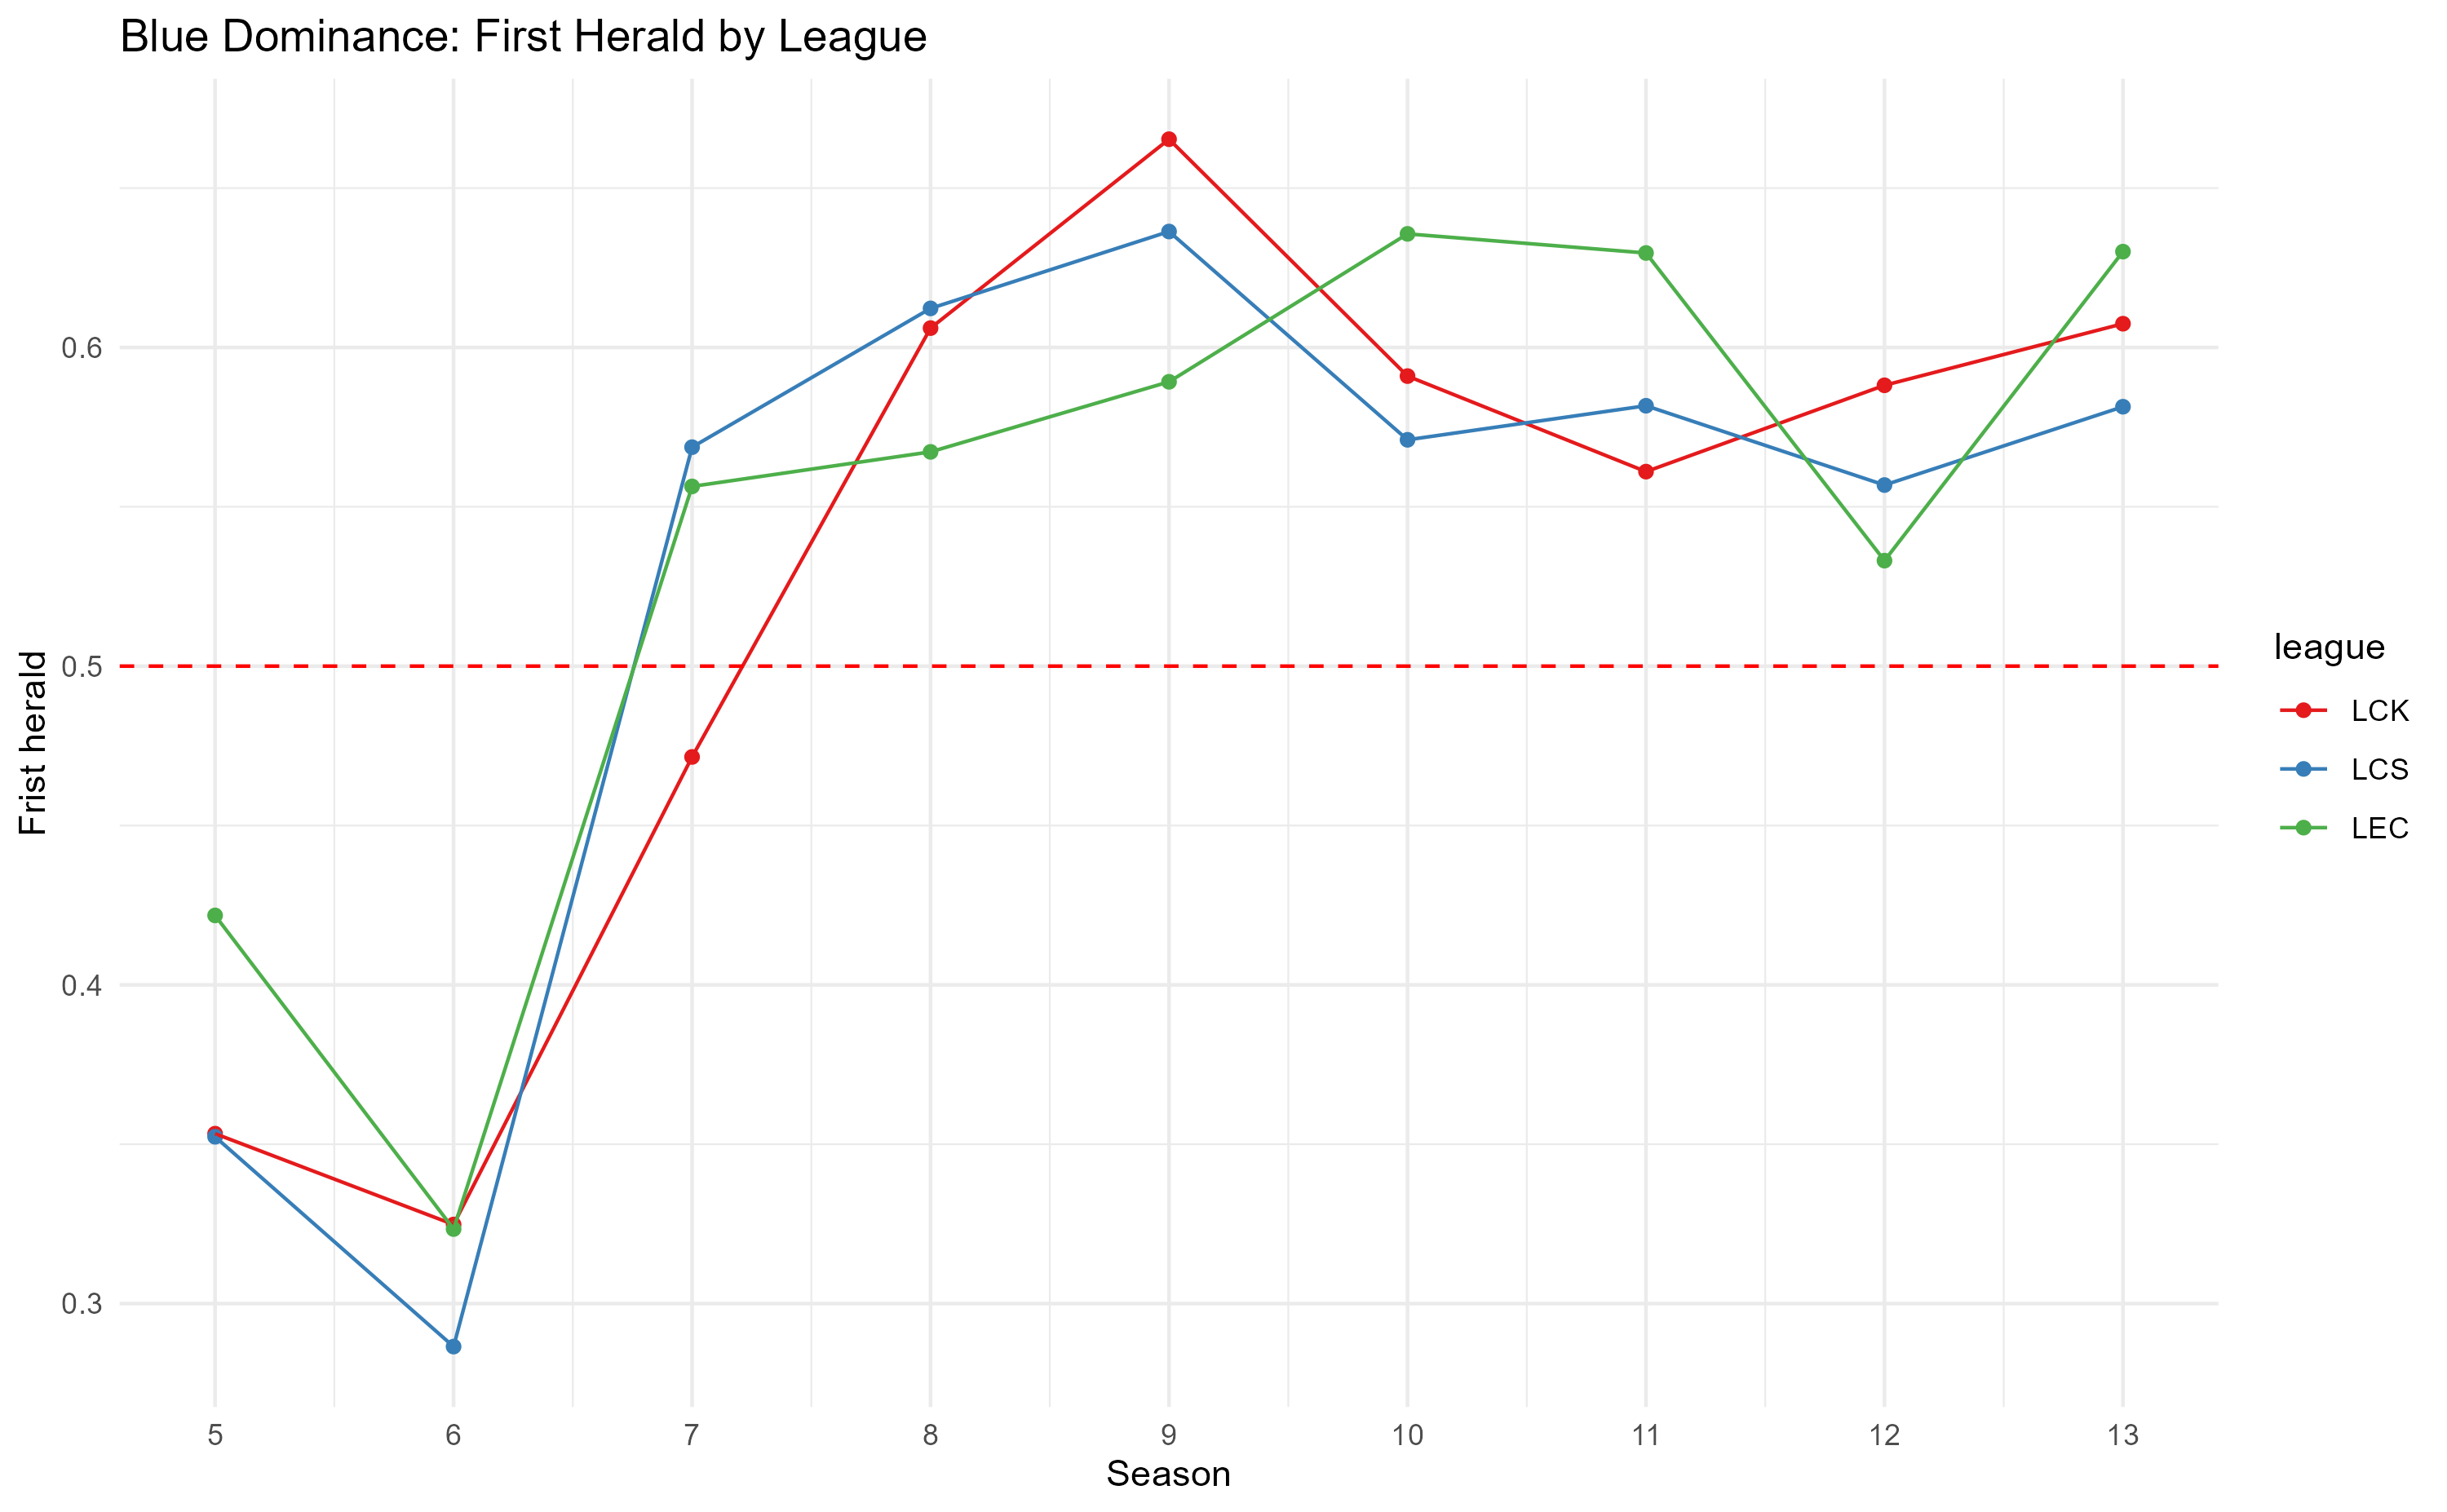 Blue Dominance: First Herald by League
Frist herald
0.6
0.5
0.4
0.3
5 6 7 8 9 10 11 12 13
Season
league
LCK
LCS
LEC